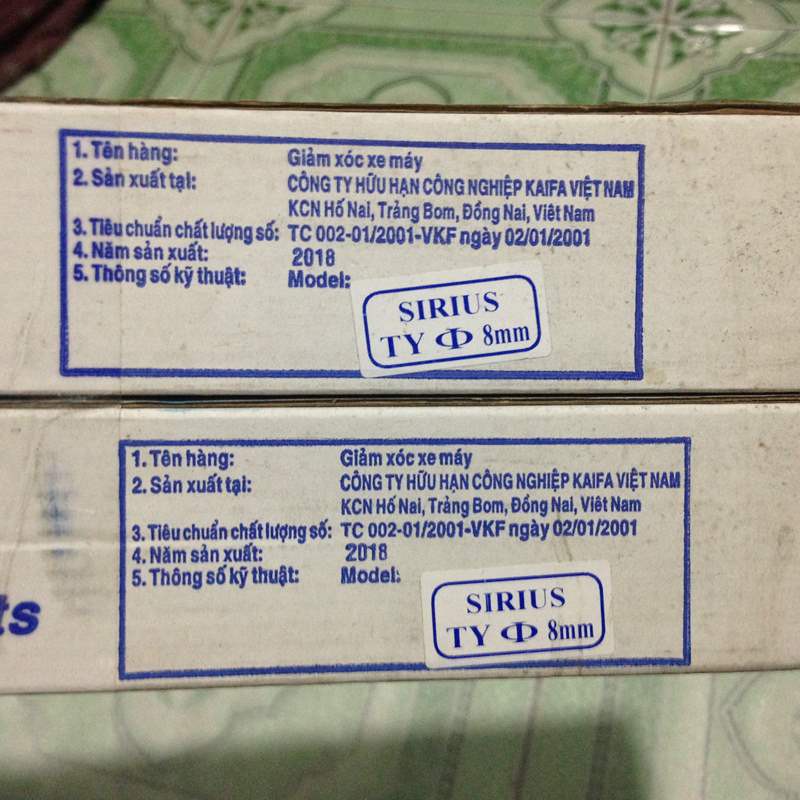 1. Tên hàng: Giảm xóc xe máy
2. Sản xuất tại: CÔNG TY HỮU HẠN CÔNG NGHIỆP KAIFA VIỆT NAM
KCN Hố Nai, Trảng Bom, Đồng Nai, Viêt Nam
3. Tiêu chuẩn chất lượng số: TC 002-01/2001-VKF ngày 02/01/2001
4. Năm sản xuất: 2018
5. Thông số kỹ thuật: Model:
SIRIUS
TY Φ 8mm
1. Tên hàng: Giảm xóc xe máy
2. Sản xuất tại: CÔNG TY HỮU HẠN CÔNG NGHIỆP KAIFA VIỆT NAM
KCN Hố Nai, Trảng Bom, Đồng Nai, Viêt Nam
3. Tiêu chuẩn chất lượng số: TC 002-01/2001-VKF ngày 02/01/2001
4. Năm sản xuất: 2018
5. Thông số kỹ thuật: Model:
SIRIUS
TY Φ 8mm
ts